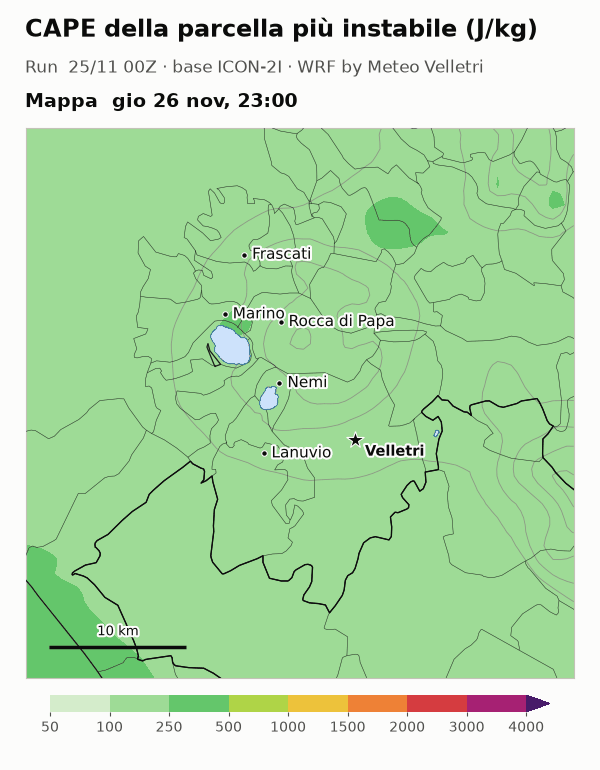 CAPE della parcella più instabile (J/kg)
Run  25/11 00Z · base ICON-2I · WRF by Meteo Velletri
Mappa  gio 26 nov, 23:00
Frascati
Marino
Rocca di Papa
Nemi
Velletri
Lanuvio
10 km
50 100 250 500 1000 1500 2000 3000 4000